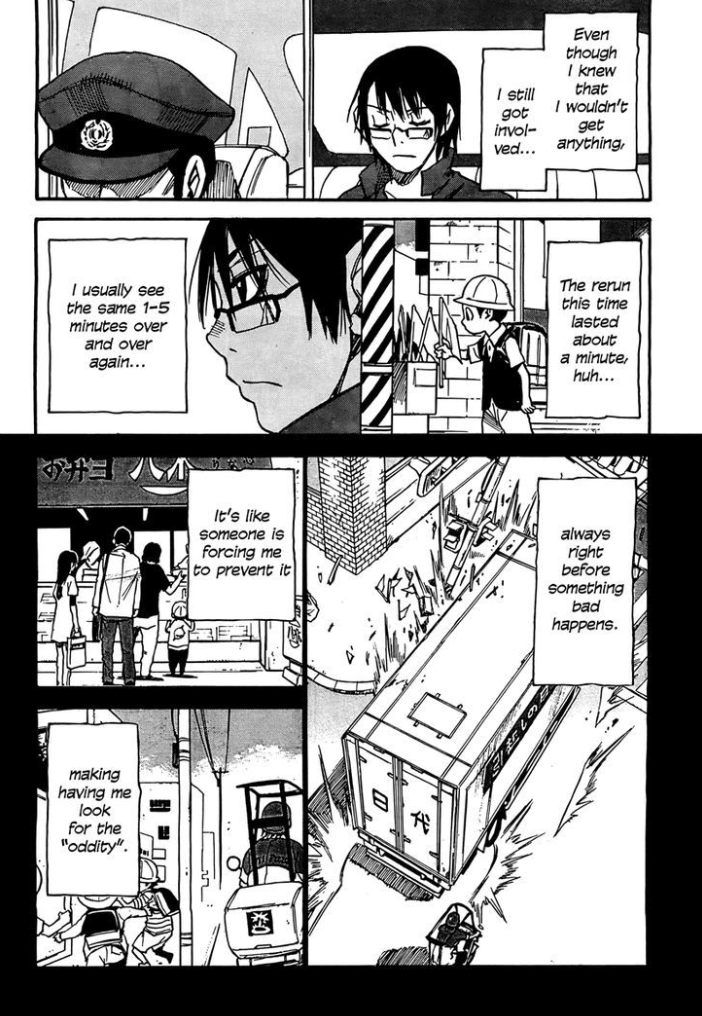 Even
though
I knew
that
I wouldn't
get
anything,
I still
got
invol-
ved...
The rerun
this time
lasted
about
a minute,
huh...
I usually see
the same 1-5
minutes over
and over
again...
always
right
before
something
bad
happens.
日代
It's like
someone is
forcing me
to prevent it
making
having me
look
for the
"oddity".